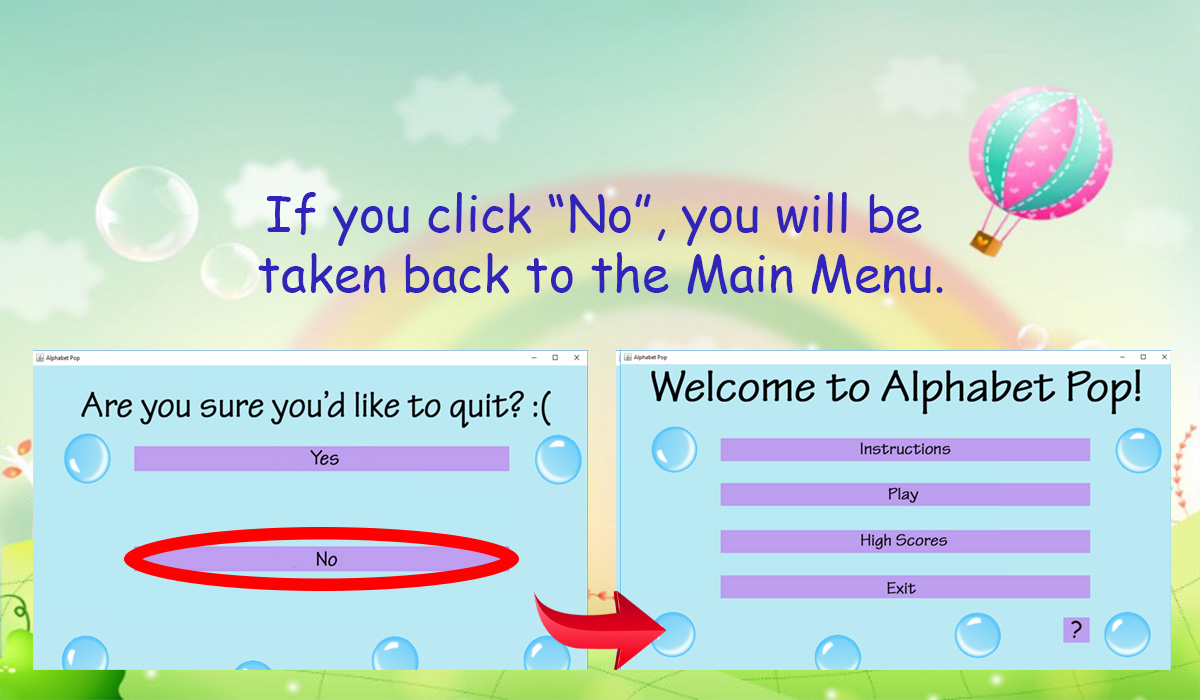 If you click “No”, you will be
taken back to the Main Menu.
Alphabet Pop
Are you sure you’d like to quit? :(
Yes
No
Alphabet Pop
Welcome to Alphabet Pop!
Instructions
Play
High Scores
Exit
?